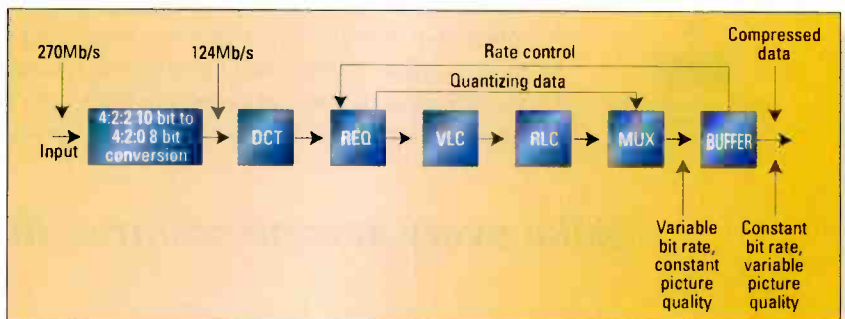 270Mb/s
124Mb/s
Rate control
Compressed
data
Quantizing data
4:2:2 10 bit to
4:2:0 8 bit
conversion
Input
DCT
REQ
VLC
RLC
MUX
BUFFER
Variable
bit rate,
constant
picture
quality
Constant
bit rate,
variable
picture
quality